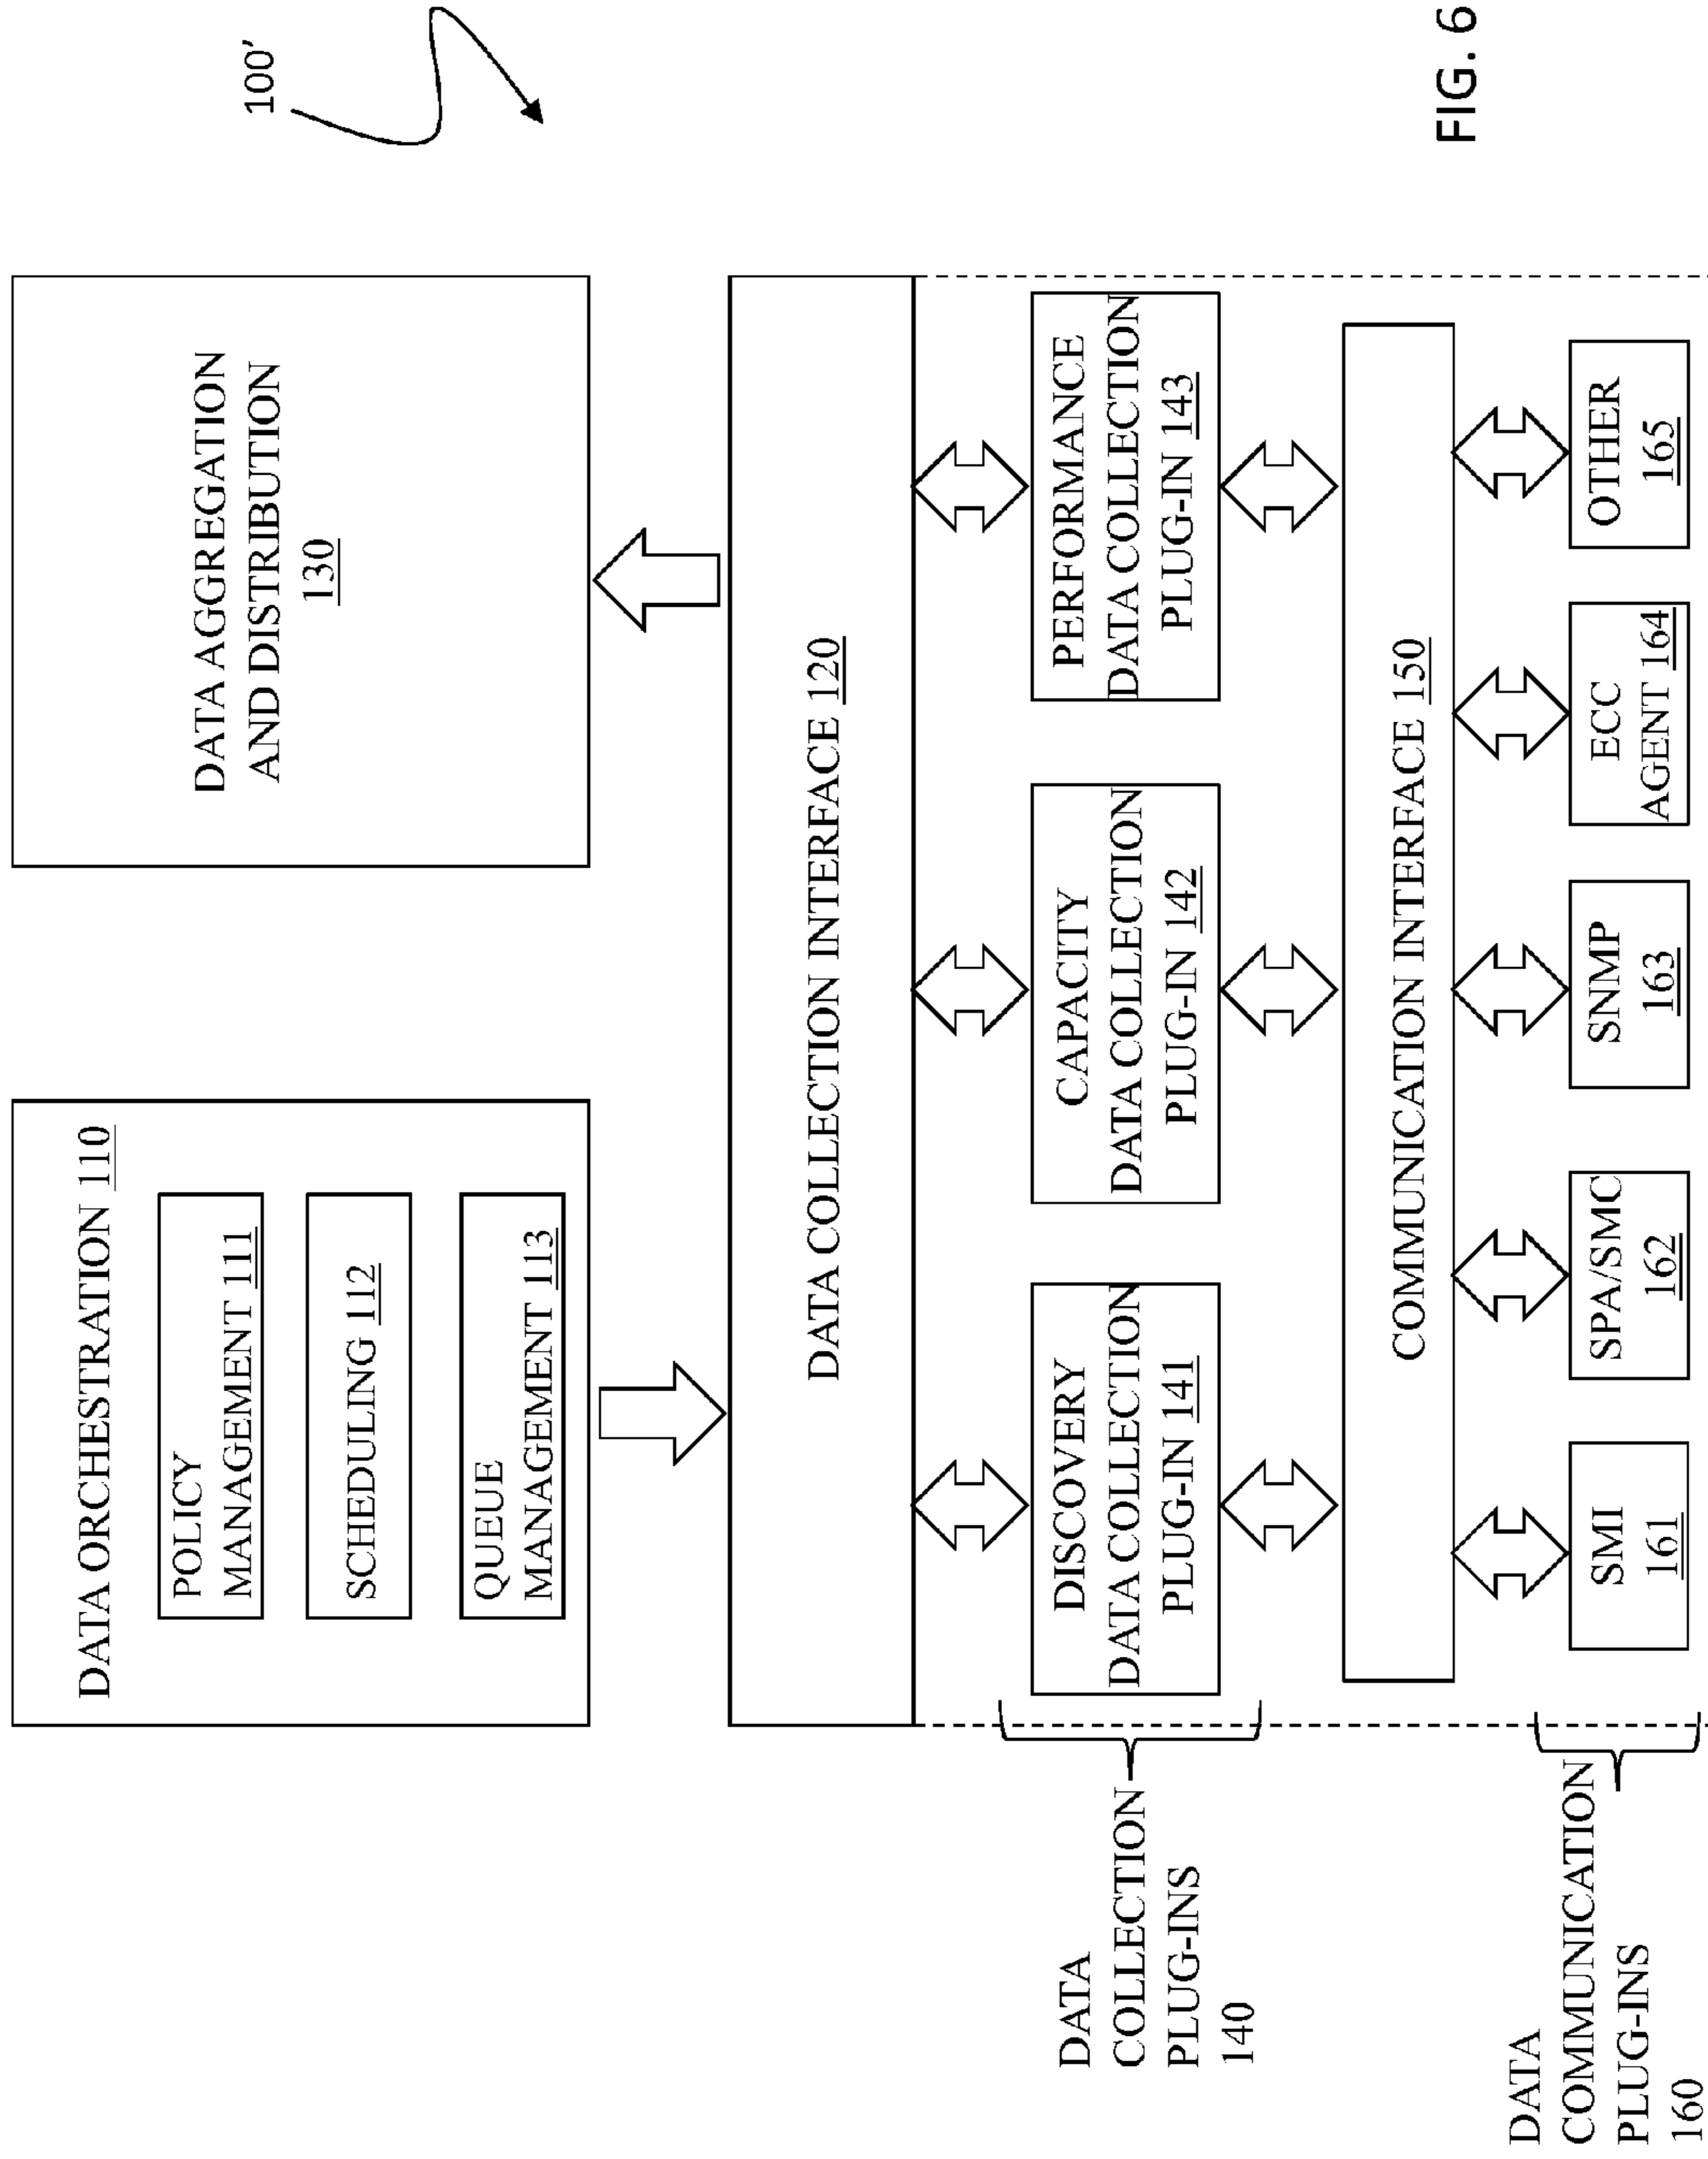 100'
DATA ORCHESTRATION 110
POLICY
MANAGEMENT 111
SCHEDULING 112
QUEUE
MANAGEMENT 113
DATA AGGREGATION
AND DISTRIBUTION
130
DATA COLLECTION INTERFACE 120
DATA
COLLECTION
PLUG-INS
140
DISCOVERY
DATA COLLECTION
PLUG-IN 141
CAPACITY
DATA COLLECTION
PLUG-IN 142
PERFORMANCE
DATA COLLECTION
PLUG-IN 143
COMMUNICATION INTERFACE 150
DATA
COMMUNICATION
PLUG-INS
160
SMI
161
SPA/SMC
162
SNMP
163
ECC
AGENT 164
OTHER
165
FIG. 6